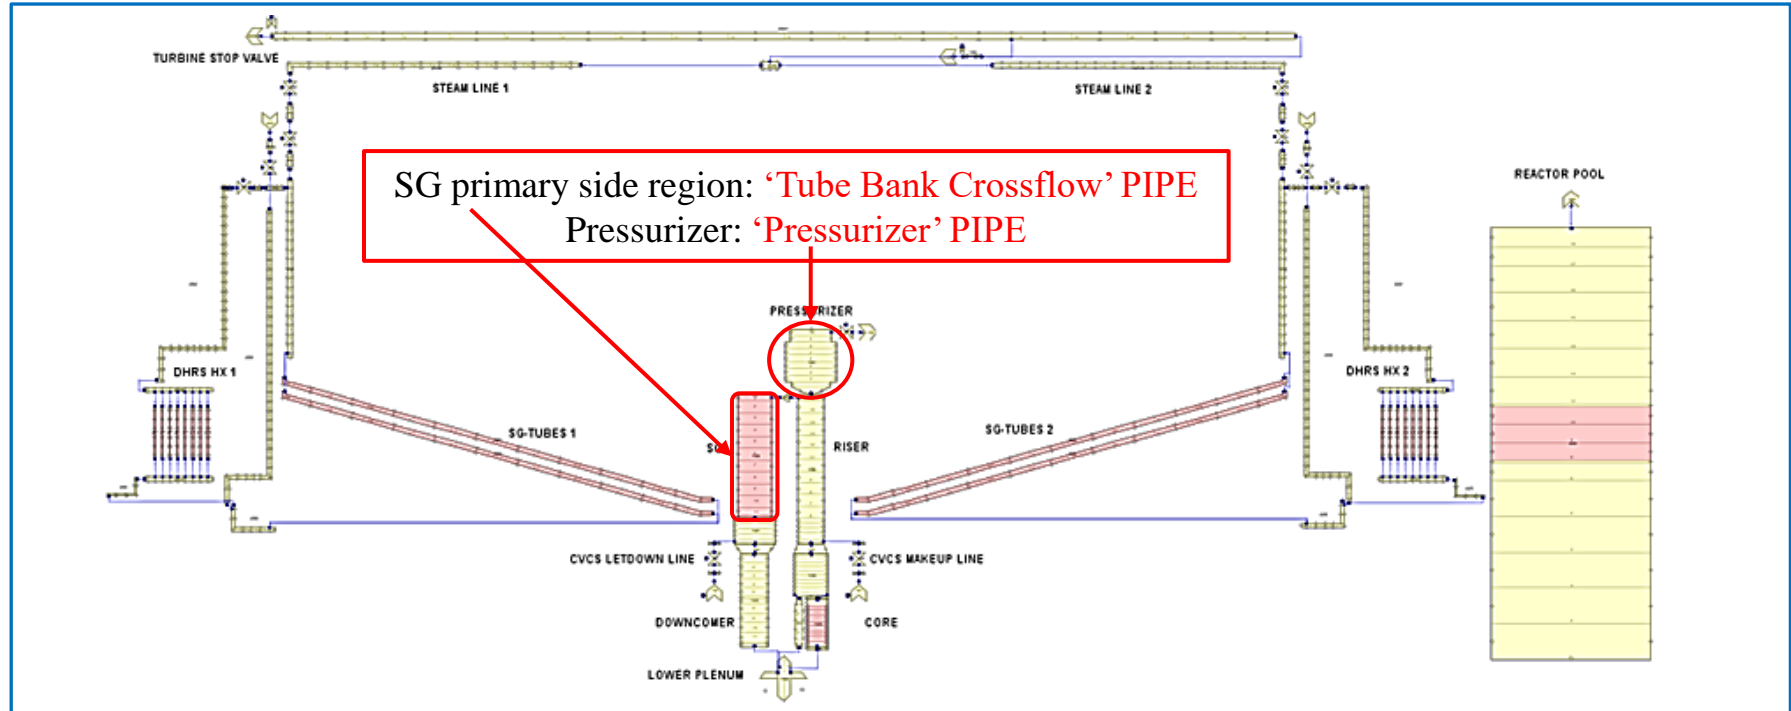 TURBINE STOP VALVE
STEAM LINE 1
STEAM LINE 2
SG primary side region: ‘Tube Bank Crossflow’ PIPE
Pressurizer: ‘Pressurizer’ PIPE
REACTOR POOL
PRESSURIZER
DHRS HX 1
DHRS HX 2
SG-TUBES 1
SG
RISER
SG-TUBES 2
CVCS LETDOWN LINE
CVCS MAKEUP LINE
DOWNCOMER
CORE
LOWER PLENUM